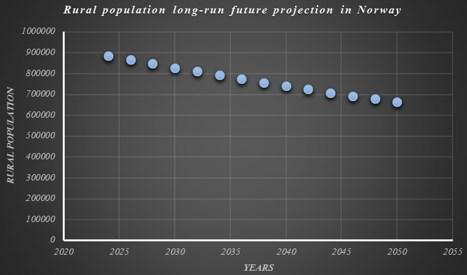 Rural population long-run future projection in Norway
1000000
900000
800000
700000
600000
500000
400000
300000
200000
100000
0
RURAL POPULATION
2020 2025 2030 2035 2040 2045 2050 2055
YEARS